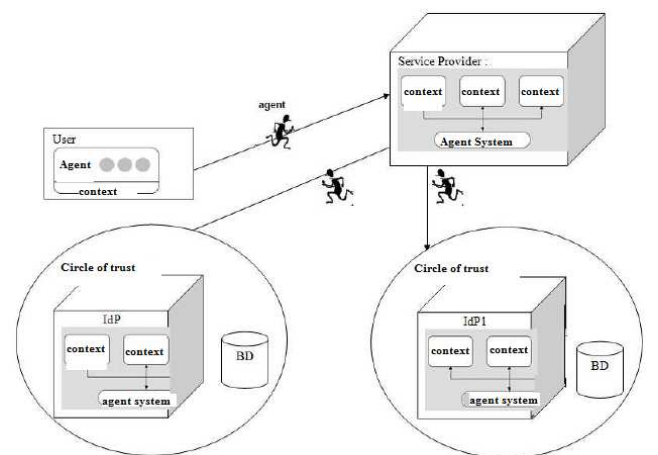 Service Provider :
context context context
Agent System
agent
User
Agent
context
Circle of trust
IdP
context context
BD
agent system
Circle of trust
IdP1
context context
BD
agent system